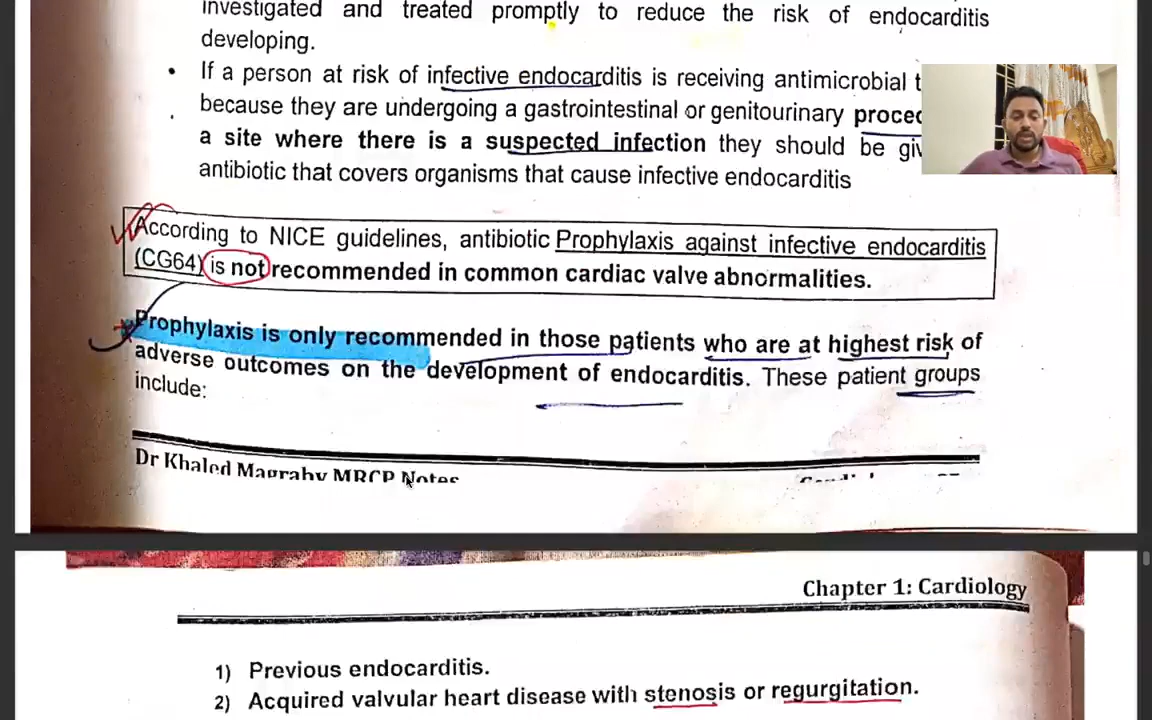 investigated and treated promptly to reduce the risk of endocarditis
developing.
• If a person at risk of infective endocarditis is receiving antimicrobial
because they are undergoing a gastrointestinal or genitourinary
a site where there is a suspected infection they should be
antibiotic that covers organisms that cause infective endocarditis
According to NICE guidelines, antibiotic Prophylaxis against infective endocarditis
(CG64) is not recommended in common cardiac valve abnormalities.
Prophylaxis is only recommended in those patients who are at highest risk of
adverse outcomes on the development of endocarditis. These patient groups
include:
Dr Khaled Magrahy MRCP Notes
Chapter 1: Cardiology
1) Previous endocarditis.
2) Acquired valvular heart disease with stenosis or regurgitation.